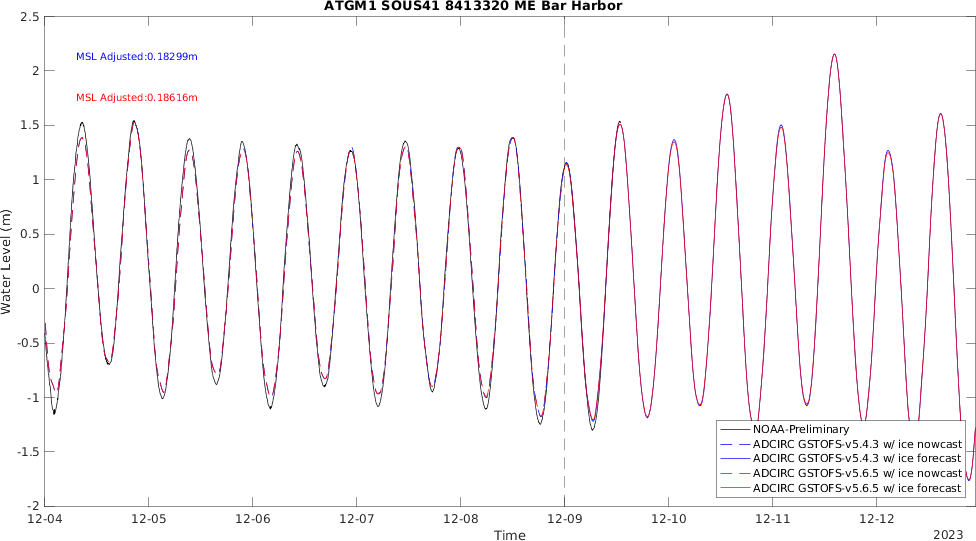 ATGM1 SOUS41 8413320 ME Bar Harbor
2.5
2
1.5
1
0.5
0
-0.5
-1
-1.5
-2
Water Level (m)
MSL Adjusted:0.18299m
MSL Adjusted:0.18616m
NOAA-Preliminary
ADCIRC GSTOFS-v5.4.3 w/ ice nowcast
ADCIRC GSTOFS-v5.4.3 w/ ice forecast
ADCIRC GSTOFS-v5.6.5 w/ ice nowcast
ADCIRC GSTOFS-v5.6.5 w/ ice forecast
12-04 12-05 12-06 12-07 12-08 12-09 12-10 12-11 12-12
Time
2023